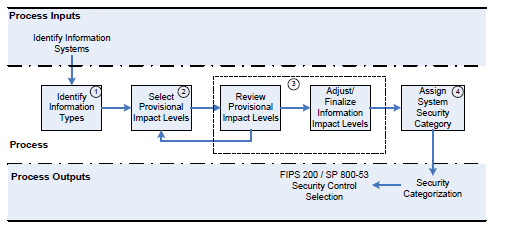 Process Inputs
Identify Information
Systems
Identify
Information
Types
1
Select
Provisional
Impact Levels
2
3
Review
Provisional
Impact Levels
Adjust/
Finalize
Information
Impact Levels
Assign
System
Security
Category
4
Process
Process Outputs
FIPS 200 / SP 800-53
Security Control
Selection
Security
Categorization